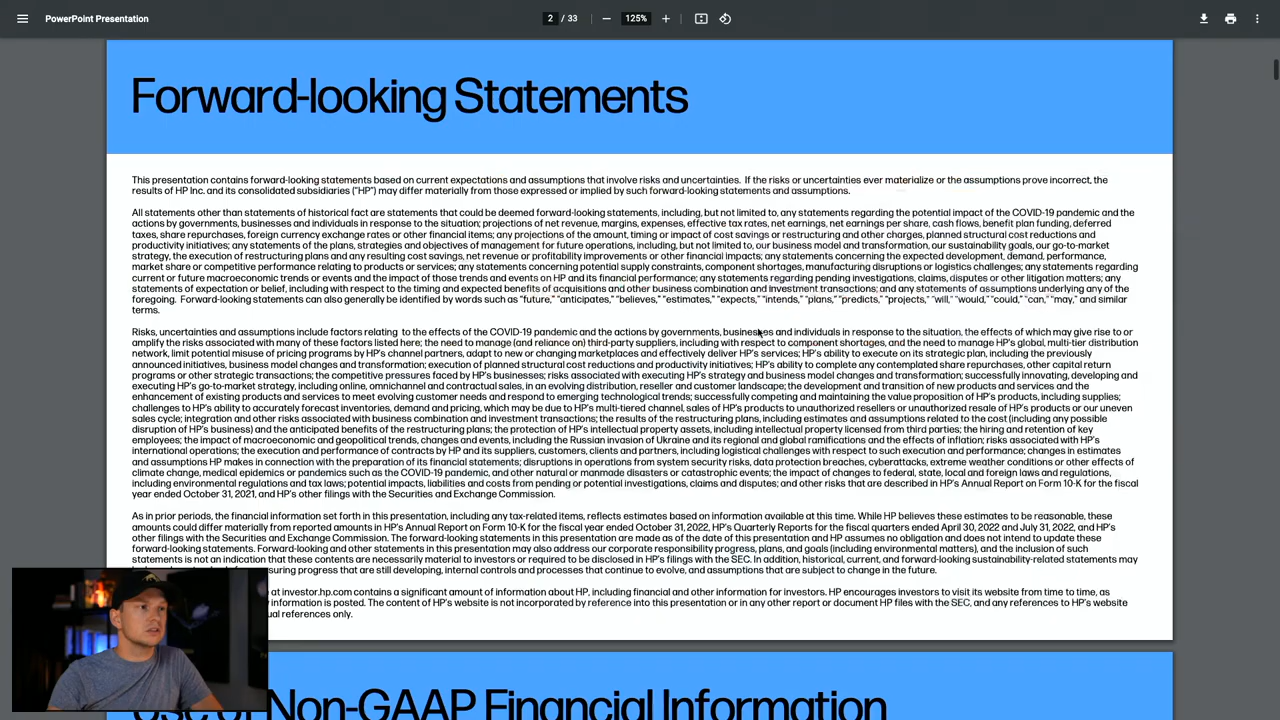 PowerPoint Presentation
2 / 33
125%
Forward-looking Statements
This presentation contains forward-looking statements based on current expectations and assumptions that involve risks and uncertainties. If the risks or uncertainties ever materialize or the assumptions prove incorrect, the
results of HP Inc. and its consolidated subsidiaries ("HP") may differ materially from those expressed or implied by such forward-looking statements and assumptions.
All statements other than statements of historical fact are statements that could be deemed forward-looking statements, including, but not limited to, any statements regarding the potential impact of the COVID-19 pandemic and the
actions by governments, businesses and individuals in response to the situation; projections of net revenue, margins, expenses, effective tax rates, net earnings, net earnings per share, cash flows, benefit plan funding, deferred
taxes, share repurchases, foreign currency exchange rates or other financial items; any projections of the amount, timing or impact of cost savings or restructuring and other charges, planned structural cost reductions and
productivity initiatives; any statements of the plans, strategies and objectives of management for future operations, including, but not limited to, our business model and transformation, our sustainability goals, our go-to-market
strategy, the execution of restructuring plans and any resulting cost savings, net revenue or profitability improvements or other financial impacts; any statements concerning the expected development, demand, performance,
market share or competitive performance relating to products or services; any statements concerning potential supply constraints, component shortages, manufacturing disruptions or logistics challenges; any statements regarding
current or future macroeconomic trends or events and the impact of those trends and events on HP and its financial performance; any statements regarding pending investigations, claims, disputes or other litigation matters; any
statements of expectation or belief, including with respect to the timing and expected benefits of acquisitions and other business combination and investment transactions; and any statements of assumptions underlying any of the
foregoing. Forward-looking statements can also generally be identified by words such as "future," "anticipates," "believes," "estimates," "expects," "intends," "plans," "predicts," "projects," "will," "would," "could," "can," "may," and similar
terms.
Risks, uncertainties and assumptions include factors relating to the effects of the COVID-19 pandemic and the actions by governments, businesses and individuals in response to the situation, the effects of which may give rise to or
amplify the risks associated with many of these factors listed here; the need to manage (and reliance on) third-party suppliers, including with respect to component shortages, and the need to manage HP's global, multi-tier distribution
network, limit potential misuse of pricing programs by HP's channel partners, adapt to new or changing marketplaces and effectively deliver HP's services; HP's ability to execute on its strategic plan, including the previously
announced initiatives, business model changes and transformation; execution of planned structural cost reductions and productivity initiatives; HP's ability to complete any contemplated share repurchases, other capital return
programs or other strategic transactions; the competitive pressures faced by HP's businesses; risks associated with executing HP's strategy and business model changes and transformation; successfully innovating, developing and
executing HP's go-to-market strategy, including online, omnichannel and contractual sales, in an evolving distribution, reseller and customer landscape; the development and transition of new products and services and the
enhancement of existing products and services to meet evolving customer needs and respond to emerging technological trends; successfully competing and maintaining the value proposition of HP's products, including supplies;
challenges to HP's ability to accurately forecast inventories, demand and pricing, which may be due to HP's multi-tiered channel, sales of HP's products to unauthorized resellers or unauthorized resale of HP's products or our uneven
sales cycle; integration and other risks associated with business combination and investment transactions; the results of the restructuring plans, including estimates and assumptions related to the cost (including any possible
disruption of HP's business) and the anticipated benefits of the restructuring plans; the protection of HP's intellectual property assets, including intellectual property licensed from third parties; the hiring and retention of key
employees; the impact of macroeconomic and geopolitical trends, changes and events, including the Russian invasion of Ukraine and its regional and global ramifications and the effects of inflation; risks associated with HP's
international operations; the execution and performance of contracts by HP and its suppliers, customers, clients and partners, including logistical challenges with respect to such execution and performance; changes in estimates
and assumptions HP makes in connection with the preparation of its financial statements; disruptions in operations from system security risks, data protection breaches, cyberattacks, extreme weather conditions or other effects of
climate change, medical epidemics or pandemics such as the COVID-19 pandemic, and other natural or manmade disasters or catastrophic events; the impact of changes to federal, state, local and foreign laws and regulations,
including environmental regulations and tax laws; potential impacts, liabilities and costs from pending or potential investigations, claims and disputes; and other risks that are described in HP's Annual Report on Form 10-K for the fiscal
year ended October 31, 2021, and HP's other filings with the Securities and Exchange Commission.
As in prior periods, the financial information set forth in this presentation, including any tax-related items, reflects estimates based on information available at this time. While HP believes these estimates to be reasonable, these
amounts could differ materially from reported amounts in HP's Annual Report on Form 10-K for the fiscal year ended October 31, 2022, HP's Quarterly Reports for the fiscal quarters ended April 30, 2022 and July 31, 2022, and HP's
other filings with the Securities and Exchange Commission. The forward-looking statements in this presentation are made as of the date of this presentation and HP assumes no obligation and does not intend to update these
forward-looking statements. Forward-looking and other statements in this presentation may also address our corporate responsibility progress, plans, and goals (including environmental matters), and the inclusion of such
statements is not an indication that these contents are necessarily material to investors or required to be disclosed in HP's filings with the SEC. In addition, historical, current, and forward-looking sustainability-related statements may
suring progress that are still developing, internal controls and processes that continue to evolve, and assumptions that are subject to change in the future.
at investor.hp.com contains a significant amount of information about HP, including financial and other information for investors. HP encourages investors to visit its website from time to time, as
information is posted. The content of HP's website is not incorporated by reference into this presentation or in any other report or document HP files with the SEC, and any references to HP's website
ual references only.
Use of Non-GAAP Financial Information